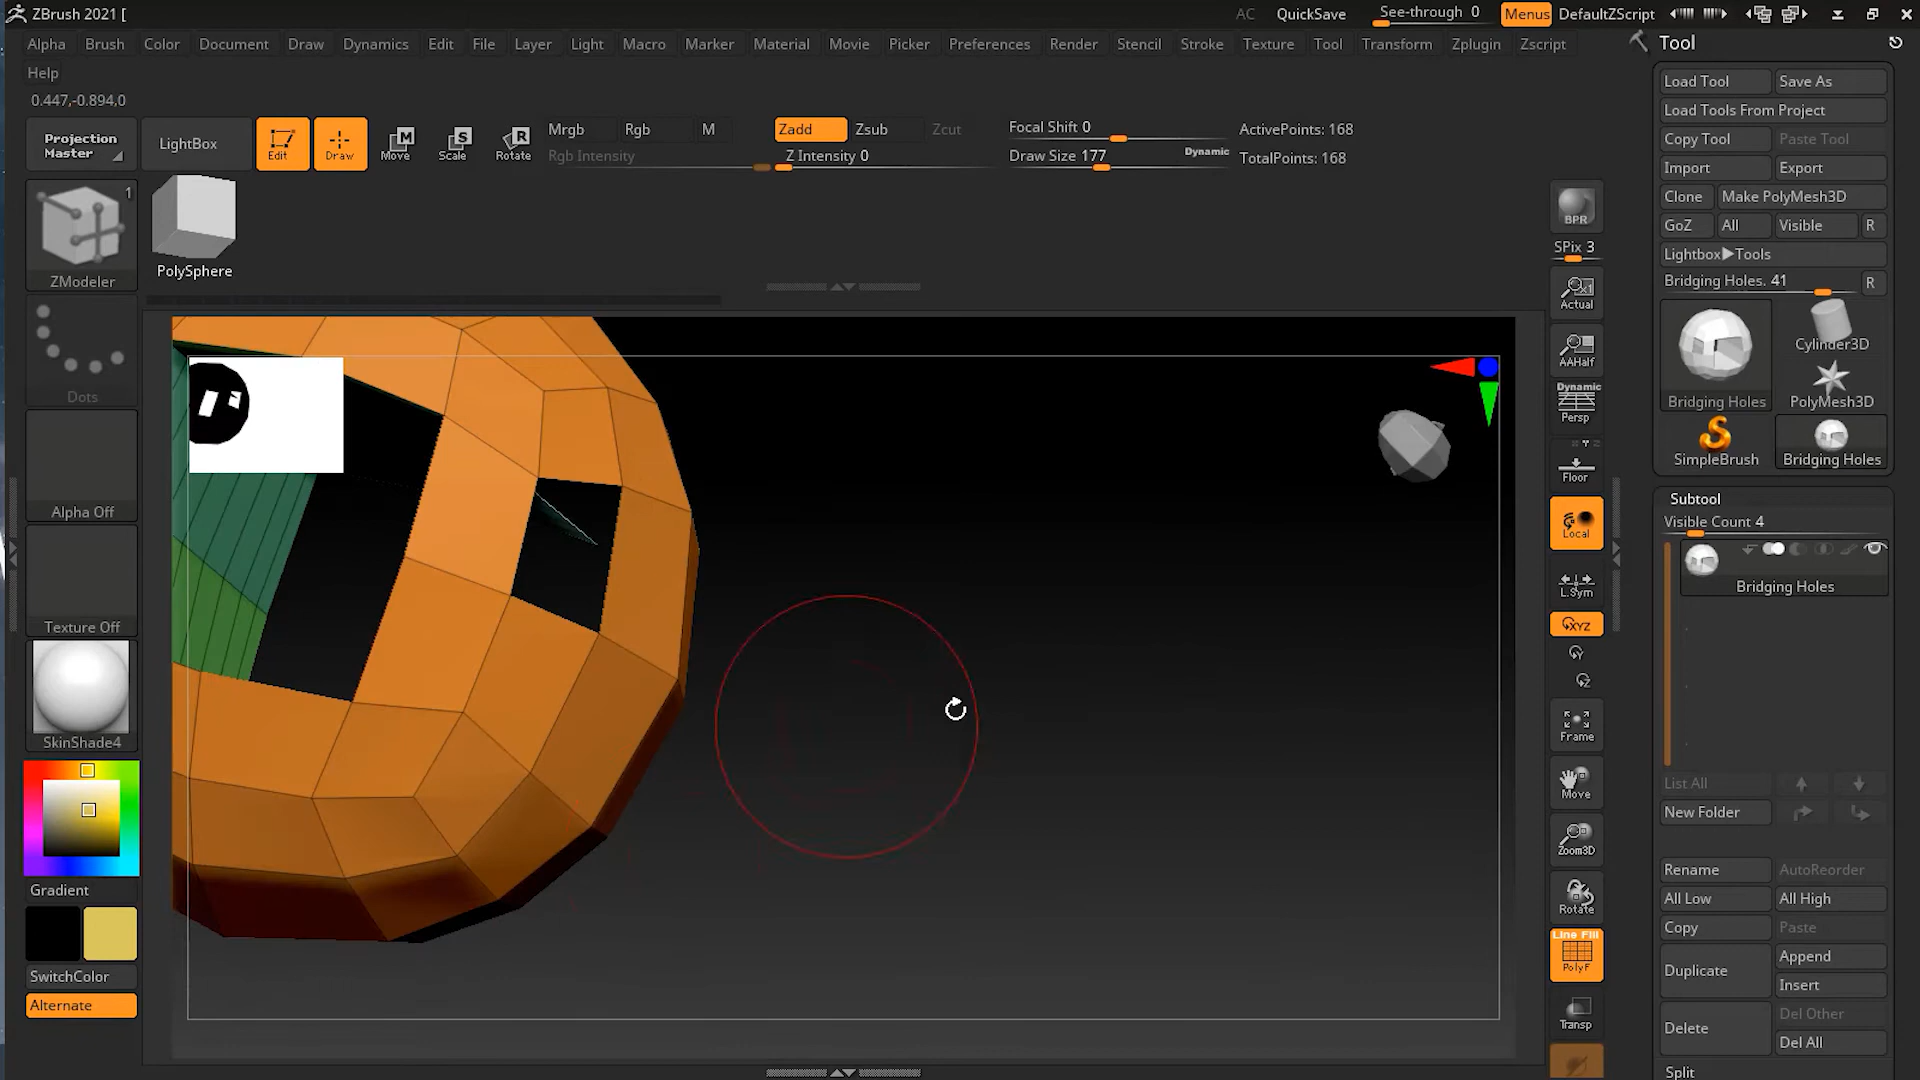 ZBrush 2021 [
AC QuickSave See-through 0 Menus DefaultZScript
Alpha Brush Color Document Draw Dynamics Edit File Layer Light Macro Marker Material Movie Picker Preferences Render Stencil Stroke Texture Tool Transform Zplugin Zscript
Help
0.447,-0.894,0
Projection Master
LightBox
Edit
Draw
Move
Scale
Rotate
Mrgb Rgb M
Rgb Intensity
Zadd Zsub Zcut
Z Intensity 0
Focal Shift 0
Draw Size 177 Dynamic
ActivePoints: 168
TotalPoints: 168
1
ZModeler
PolySphere
Dots
Alpha Off
Texture Off
SkinShade4
Gradient
SwitchColor
Alternate
BPR
SPix 3
Actual
AAHalf
Dynamic
Persp
Floor
Local
L.Sym
XYZ
Y
Z
Frame
Move
Zoom3D
Rotate
Line Fill
PolyF
Transp
Tool
Load Tool Save As
Load Tools From Project
Copy Tool Paste Tool
Import Export
Clone Make PolyMesh3D
GoZ All Visible R
Lightbox▶Tools
Bridging Holes. 41 R
Bridging Holes
Cylinder3D
PolyMesh3D
SimpleBrush
Bridging Holes
Subtool
Visible Count 4
Bridging Holes
List All
New Folder
Rename AutoReorder
All Low All High
Copy Paste
Duplicate Append
Insert
Delete Del Other
Del All
Split